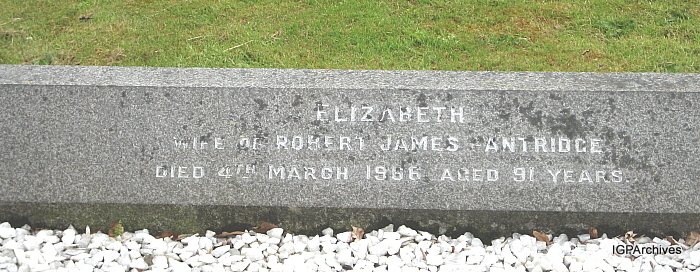 ELIZABETH
WIFE OF ROBERT JAMES
DIED 4TH MARCH AGED 91 YEARS.
IGPArchives